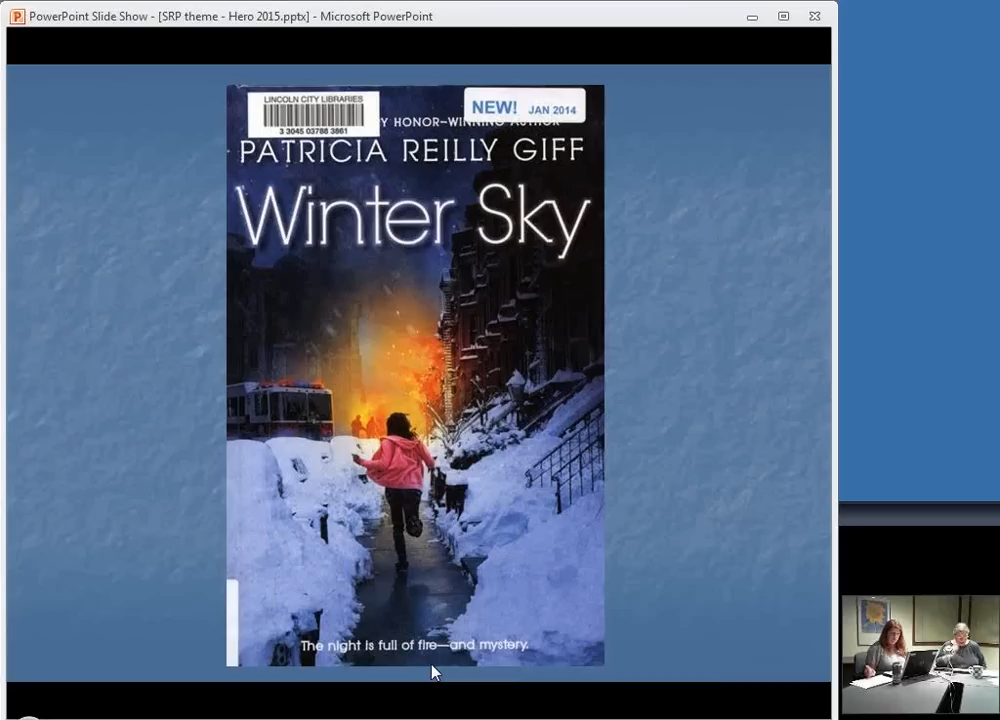 PowerPoint Slide Show - [SRP theme - Hero 2015.pptx] - Microsoft PowerPoint
LINCOLN CITY LIBRARIES
3 3045 03788 3861
NEW! JAN 2014
Y HONOR-WINNING AUTHOR
PATRICIA REILLY GIFF
Winter Sky
The night is full of fire—and mystery.